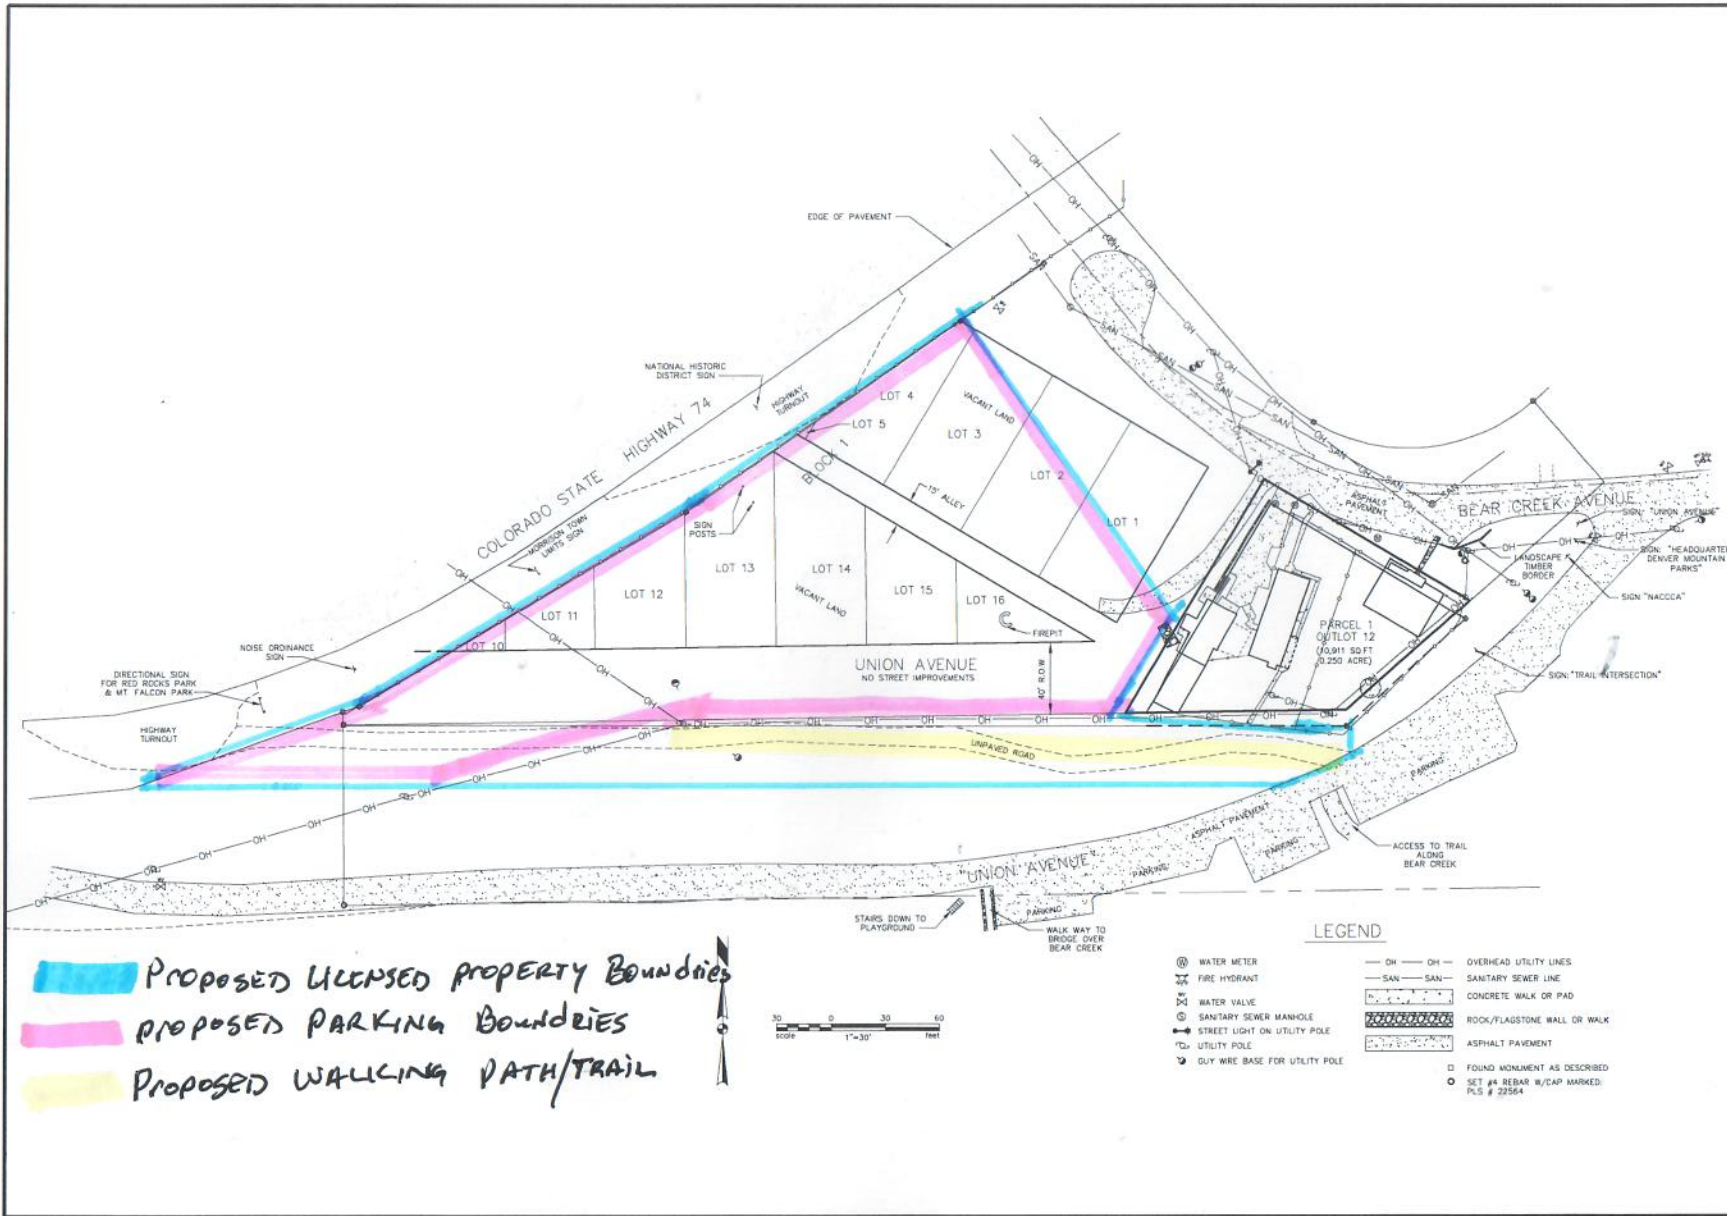 EDGE OF PAVEMENT
NATIONAL HISTORIC
DISTRICT SIGN
COLORADO STATE HIGHWAY 74
HIGHWAY
TURNOUT
MORRISON TOWN
LIMITS SIGN
SIGN
POSTS
LOT 4
LOT 5
BLOCK 1
LOT 3
VACANT LAND
LOT 2
LOT 1
15' ALLEY
LOT 10
LOT 11
LOT 12
LOT 13
LOT 14
VACANT LAND
LOT 15
LOT 16
FIREPIT
UNION AVENUE
NO STREET IMPROVEMENTS
40' R.O.W.
NOISE ORDINANCE
SIGN
DIRECTIONAL SIGN
FOR RED ROCKS PARK
& MT FALCON PARK
HIGHWAY
TURNOUT
ASPHALT
PAVEMENT
BEAR CREEK AVENUE
SIGN: "UNION AVENUE"
SIGN: "HEADQUARTER
DENVER MOUNTAIN
PARKS"
LANDSCAPE
TIMBER
BORDER
SIGN: "NACCCA"
PARCEL 1
OUTLOT 12
(10,911 SQ FT
0.250 ACRE)
SIGN: "TRAIL INTERSECTION"
UNPAVED ROAD
PARKING
ASPHALT PAVEMENT
PARKING
PARKING
PARKING
"UNION AVENUE"
ACCESS TO TRAIL
ALONG
BEAR CREEK
STAIRS DOWN TO
PLAYGROUND
WALK WAY TO
BRIDGE OVER
BEAR CREEK
PROPOSED LICENSED PROPERTY BOUNDRIES
PROPOSED PARKING BOUNDRIES
PROPOSED WALKING PATH/TRAIL
30 0 30 60
scale 1"=30' feet
LEGEND
WATER METER
FIRE HYDRANT
WATER VALVE
SANITARY SEWER MANHOLE
STREET LIGHT ON UTILITY POLE
UTILITY POLE
GUY WIRE BASE FOR UTILITY POLE
OH OH OVERHEAD UTILITY LINES
SAN SAN SANITARY SEWER LINE
CONCRETE WALK OR PAD
ROCK/FLAGSTONE WALL OR WALK
ASPHALT PAVEMENT
FOUND MONUMENT AS DESCRIBED
SET #4 REBAR W/CAP MARKED:
PLS # 22564